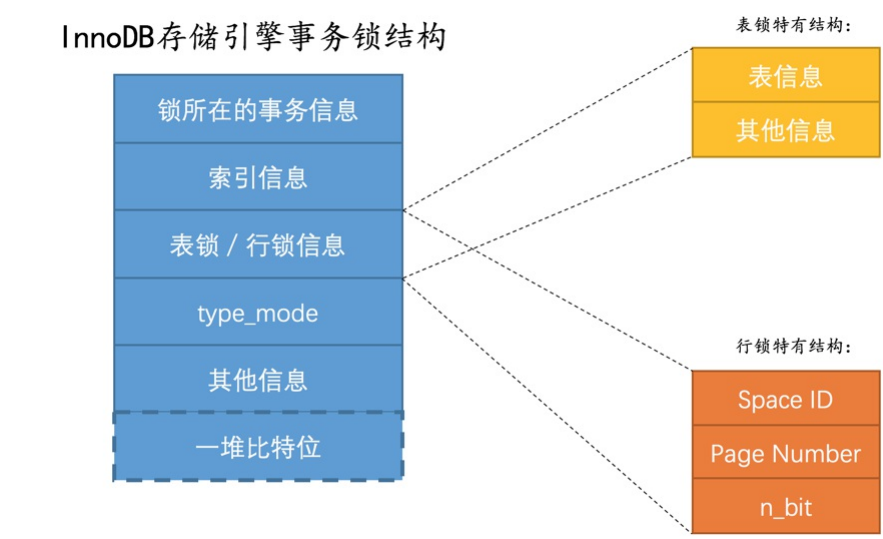 InnoDB存储引擎事务锁结构
锁所在的事务信息
索引信息
表锁 / 行锁信息
type_mode
其他信息
一堆比特位
表锁特有结构：
表信息
其他信息
行锁特有结构：
Space ID
Page Number
n_bit